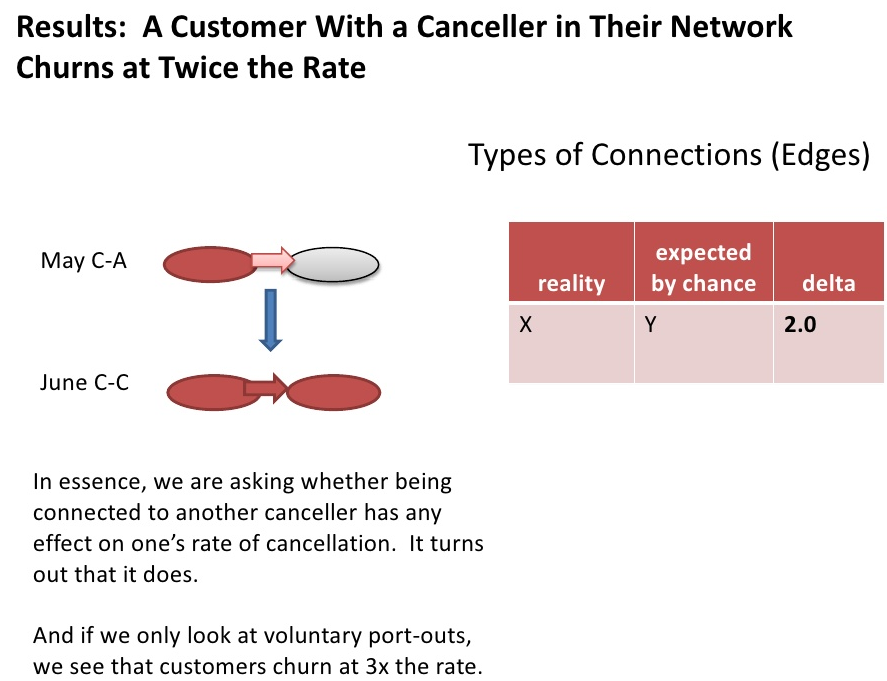 Results:  A Customer With a Canceller in Their Network
Churns at Twice the Rate
Types of Connections (Edges)
May C-A
June C-C
reality
expected
by chance
delta
X
Y
2.0
In essence, we are asking whether being
connected to another canceller has any
effect on one’s rate of cancellation.  It turns
out that it does.
And if we only look at voluntary port-outs,
we see that customers churn at 3x the rate.